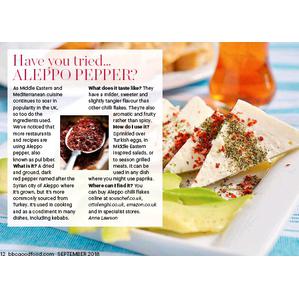 Have you tried...
ALEPPO PEPPER?
As Middle Eastern and
Mediterranean cuisine
continues to soar in
popularity in the UK,
so too do the
ingredients used.
We've noticed that
more restaurants
and recipes are
using Aleppo
pepper, also
known as pul biber.
What is it? A dried
and ground, dark
red pepper named after the
Syrian city of Aleppo where
it's grown, but it's more
commonly sourced from
Turkey. It's used in cooking
and as a condiment in many
dishes, including kebabs.
What does it taste like? They
have a milder, sweeter and
slightly tangier flavour than
other chilli flakes. They're also
aromatic and fruity
rather than spicy.
How do I use it?
Sprinkled over
Turkish eggs, in
Middle Eastern
inspired salads, or
to season grilled
meats, it can be
used in any dish
where you might use paprika.
Where can I find it? You
can buy Aleppo chilli flakes
online at souschef.co.uk,
ottolenghi.co.uk, amazon.co.uk
and in specialist stores.
Anna Lawson
12 bbcgoodfood.com SEPTEMBER 2018